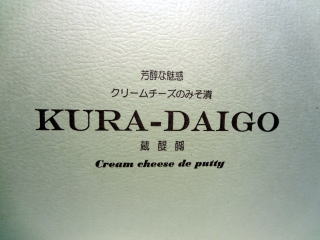 芳醇な魅惑
クリームチーズのみそ漬
KURA-DAIGO
蔵醍醐
Cream cheese de putty